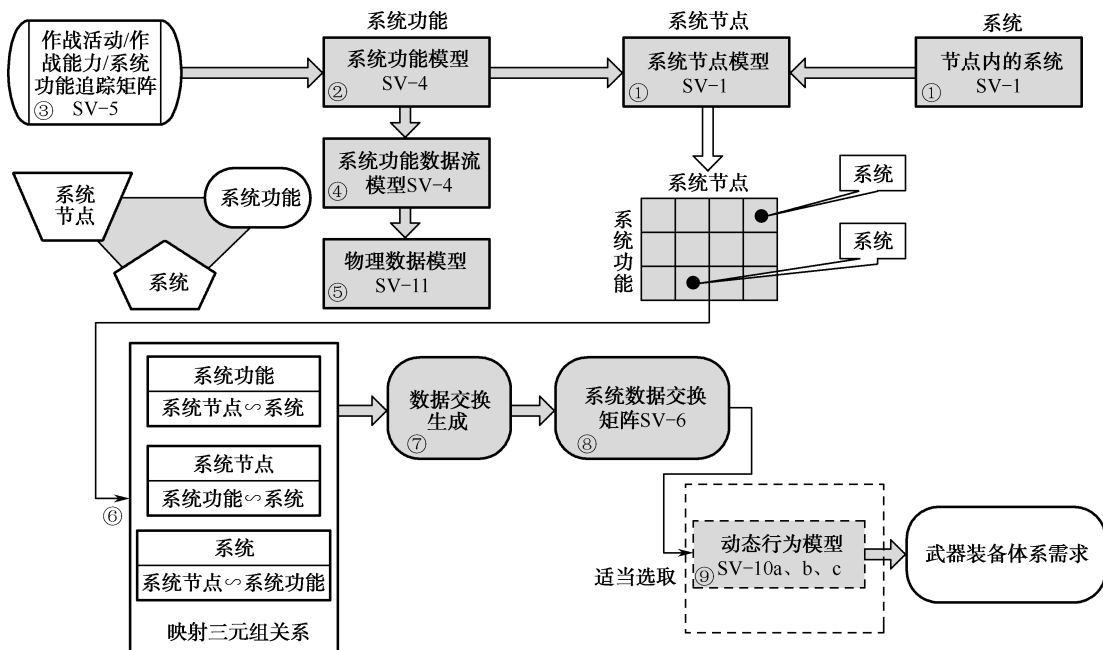 系统功能
系统节点
系统
作战活动/作
战能力/系统
功能追踪矩阵
③ SV-5
系统功能模型
SV-4
②
系统节点模型
SV-1
①
节点内的系统
SV-1
①
系统功能数据流
模型SV-4
④
物理数据模型
SV-11
⑤
系统
节点
系统功能
系统
系统节点
系统功能
系统
系统
系统功能
系统节点∽系统
系统节点
系统功能∽系统
系统
系统节点∽系统功能
映射三元组关系
⑥
数据交换
生成
⑦
系统数据交换
矩阵SV-6
⑧
适当选取
动态行为模型
SV-10a、b、c
⑨
武器装备体系需求